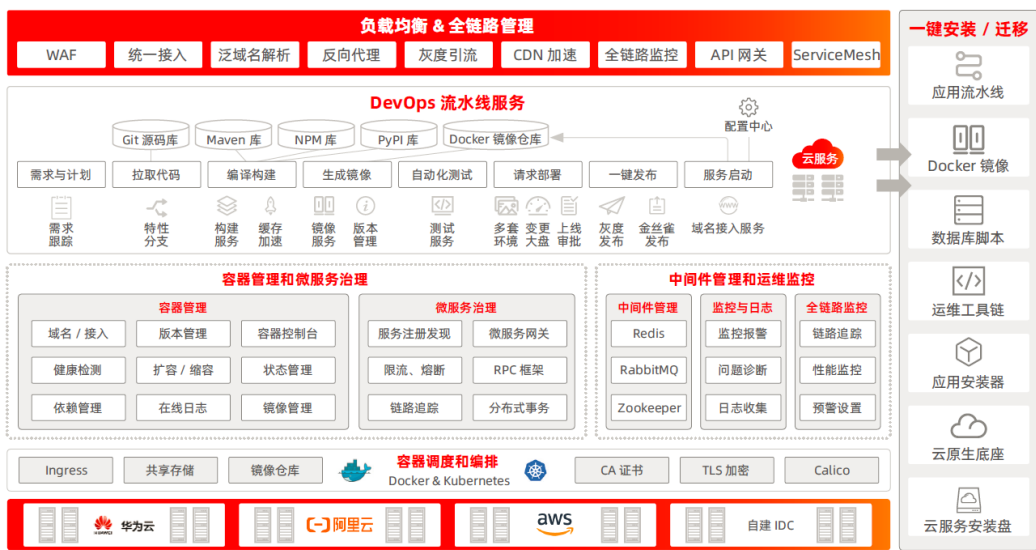 负载均衡 & 全链路管理
WAF
统一接入
泛域名解析
反向代理
灰度引流
CDN 加速
全链路监控
API 网关
ServiceMesh
DevOps 流水线服务
配置中心
Git 源码库
Maven 库
NPM 库
PyPI 库
Docker 镜像仓库
云服务
需求与计划
拉取代码
编译构建
生成镜像
自动化测试
请求部署
一键发布
服务启动
需求
跟踪
特性
分支
构建
服务
缓存
加速
镜像
服务
版本
管理
测试
服务
多套
环境
变更
大盘
上线
审批
灰度
发布
金丝雀
发布
www
域名接入服务
容器管理和微服务治理
容器管理
域名 / 接入
版本管理
容器控制台
健康检测
扩容 / 缩容
状态管理
依赖管理
在线日志
镜像管理
微服务治理
服务注册发现
微服务网关
限流、熔断
RPC 框架
链路追踪
分布式事务
中间件管理和运维监控
中间件管理
Redis
RabbitMQ
Zookeeper
监控与日志
监控报警
问题诊断
日志收集
全链路监控
链路追踪
性能监控
预警设置
容器调度和编排
Docker & Kubernetes
Ingress
共享存储
镜像仓库
CA 证书
TLS 加密
Calico
HUAWEI
华为云
阿里云
aws
自建 IDC
一键安装 / 迁移
应用流水线
Docker 镜像
数据库脚本
运维工具链
应用安装器
云原生底座
云服务安装盘